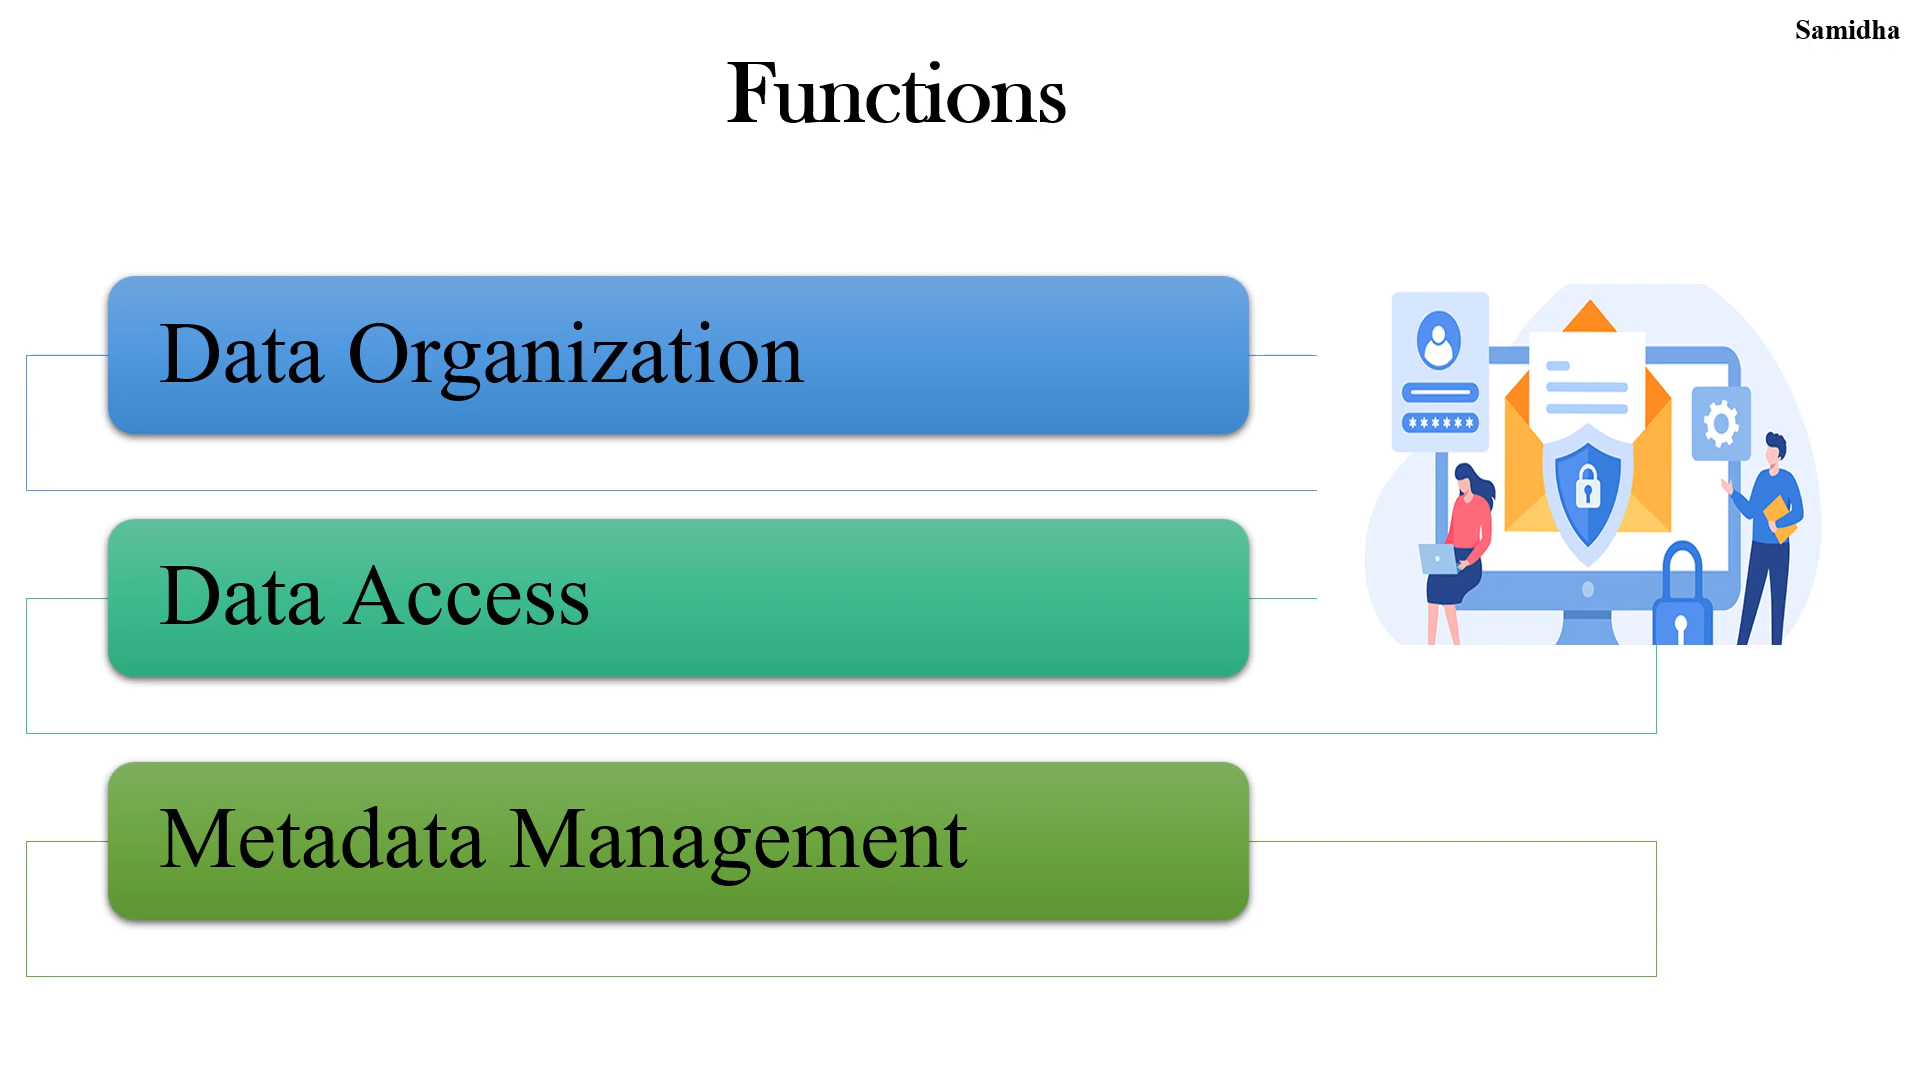 Samidha
Functions
Data Organization
Data Access
Metadata Management